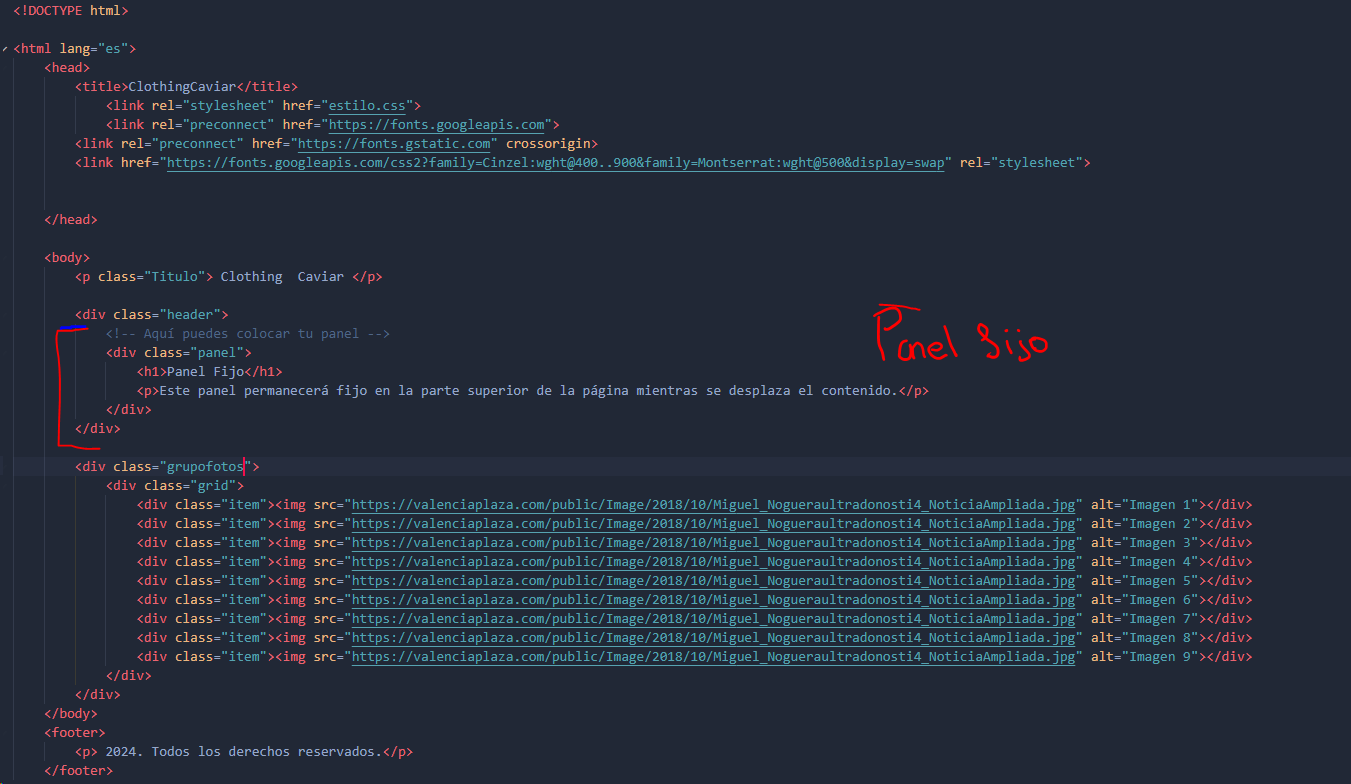 <!DOCTYPE html>
<html lang="es">
<head>
<title>ClothingCaviar</title>
<link rel="stylesheet" href="estilo.css">
<link rel="preconnect" href="https://fonts.googleapis.com">
<link rel="preconnect" href="https://fonts.gstatic.com" crossorigin>
<link href="https://fonts.googleapis.com/css2?family=Cinzel:wght@400..900&family=Montserrat:wght@500&display=swap" rel="stylesheet">
</head>
<body>
<p class="Titulo"> Clothing  Caviar </p>
<div class="header">
<!-- Aquí puedes colocar tu panel -->
<div class="panel">
Panel fijo
<h1>Panel Fijo</h1>
<p>Este panel permanecerá fijo en la parte superior de la página mientras se desplaza el contenido.</p>
</div>
</div>
<div class="grupofotos">
<div class="grid">
<div class="item"><img src="https://valenciaplaza.com/public/Image/2018/10/Miguel_Nogueraultradonosti4_NoticiaAmpliada.jpg" alt="Imagen 1"></div>
<div class="item"><img src="https://valenciaplaza.com/public/Image/2018/10/Miguel_Nogueraultradonosti4_NoticiaAmpliada.jpg" alt="Imagen 2"></div>
<div class="item"><img src="https://valenciaplaza.com/public/Image/2018/10/Miguel_Nogueraultradonosti4_NoticiaAmpliada.jpg" alt="Imagen 3"></div>
<div class="item"><img src="https://valenciaplaza.com/public/Image/2018/10/Miguel_Nogueraultradonosti4_NoticiaAmpliada.jpg" alt="Imagen 4"></div>
<div class="item"><img src="https://valenciaplaza.com/public/Image/2018/10/Miguel_Nogueraultradonosti4_NoticiaAmpliada.jpg" alt="Imagen 5"></div>
<div class="item"><img src="https://valenciaplaza.com/public/Image/2018/10/Miguel_Nogueraultradonosti4_NoticiaAmpliada.jpg" alt="Imagen 6"></div>
<div class="item"><img src="https://valenciaplaza.com/public/Image/2018/10/Miguel_Nogueraultradonosti4_NoticiaAmpliada.jpg" alt="Imagen 7"></div>
<div class="item"><img src="https://valenciaplaza.com/public/Image/2018/10/Miguel_Nogueraultradonosti4_NoticiaAmpliada.jpg" alt="Imagen 8"></div>
<div class="item"><img src="https://valenciaplaza.com/public/Image/2018/10/Miguel_Nogueraultradonosti4_NoticiaAmpliada.jpg" alt="Imagen 9"></div>
</div>
</div>
</body>
<footer>
<p> 2024. Todos los derechos reservados.</p>
</footer>